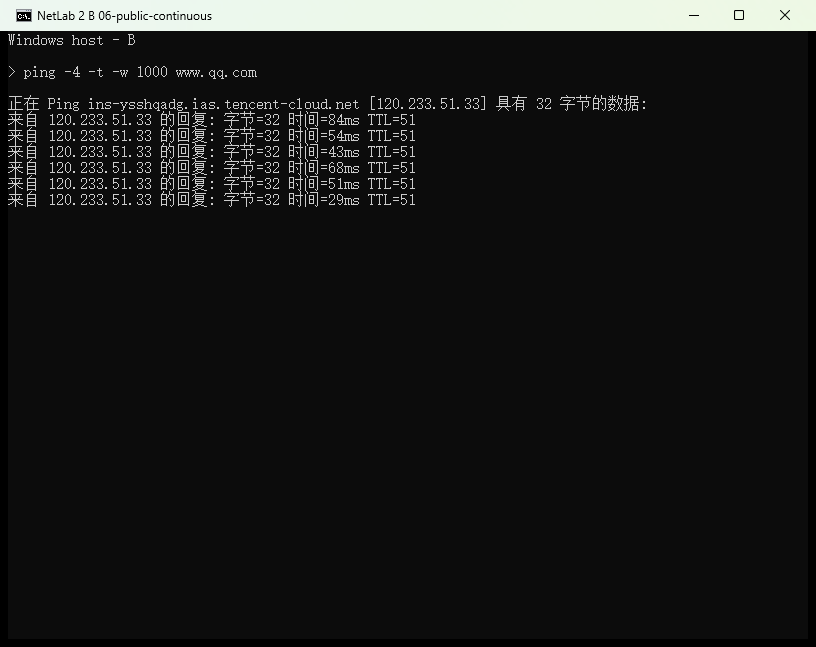 NetLab 2 B 06-public-continuous
Windows host - B
> ping -4 -t -w 1000 www.qq.com
正在 Ping ins-ysshqadg.ias.tencent-cloud.net [120.233.51.33] 具有 32 字节的数据:
来自 120.233.51.33 的回复: 字节=32 时间=84ms TTL=51
来自 120.233.51.33 的回复: 字节=32 时间=54ms TTL=51
来自 120.233.51.33 的回复: 字节=32 时间=43ms TTL=51
来自 120.233.51.33 的回复: 字节=32 时间=68ms TTL=51
来自 120.233.51.33 的回复: 字节=32 时间=51ms TTL=51
来自 120.233.51.33 的回复: 字节=32 时间=29ms TTL=51